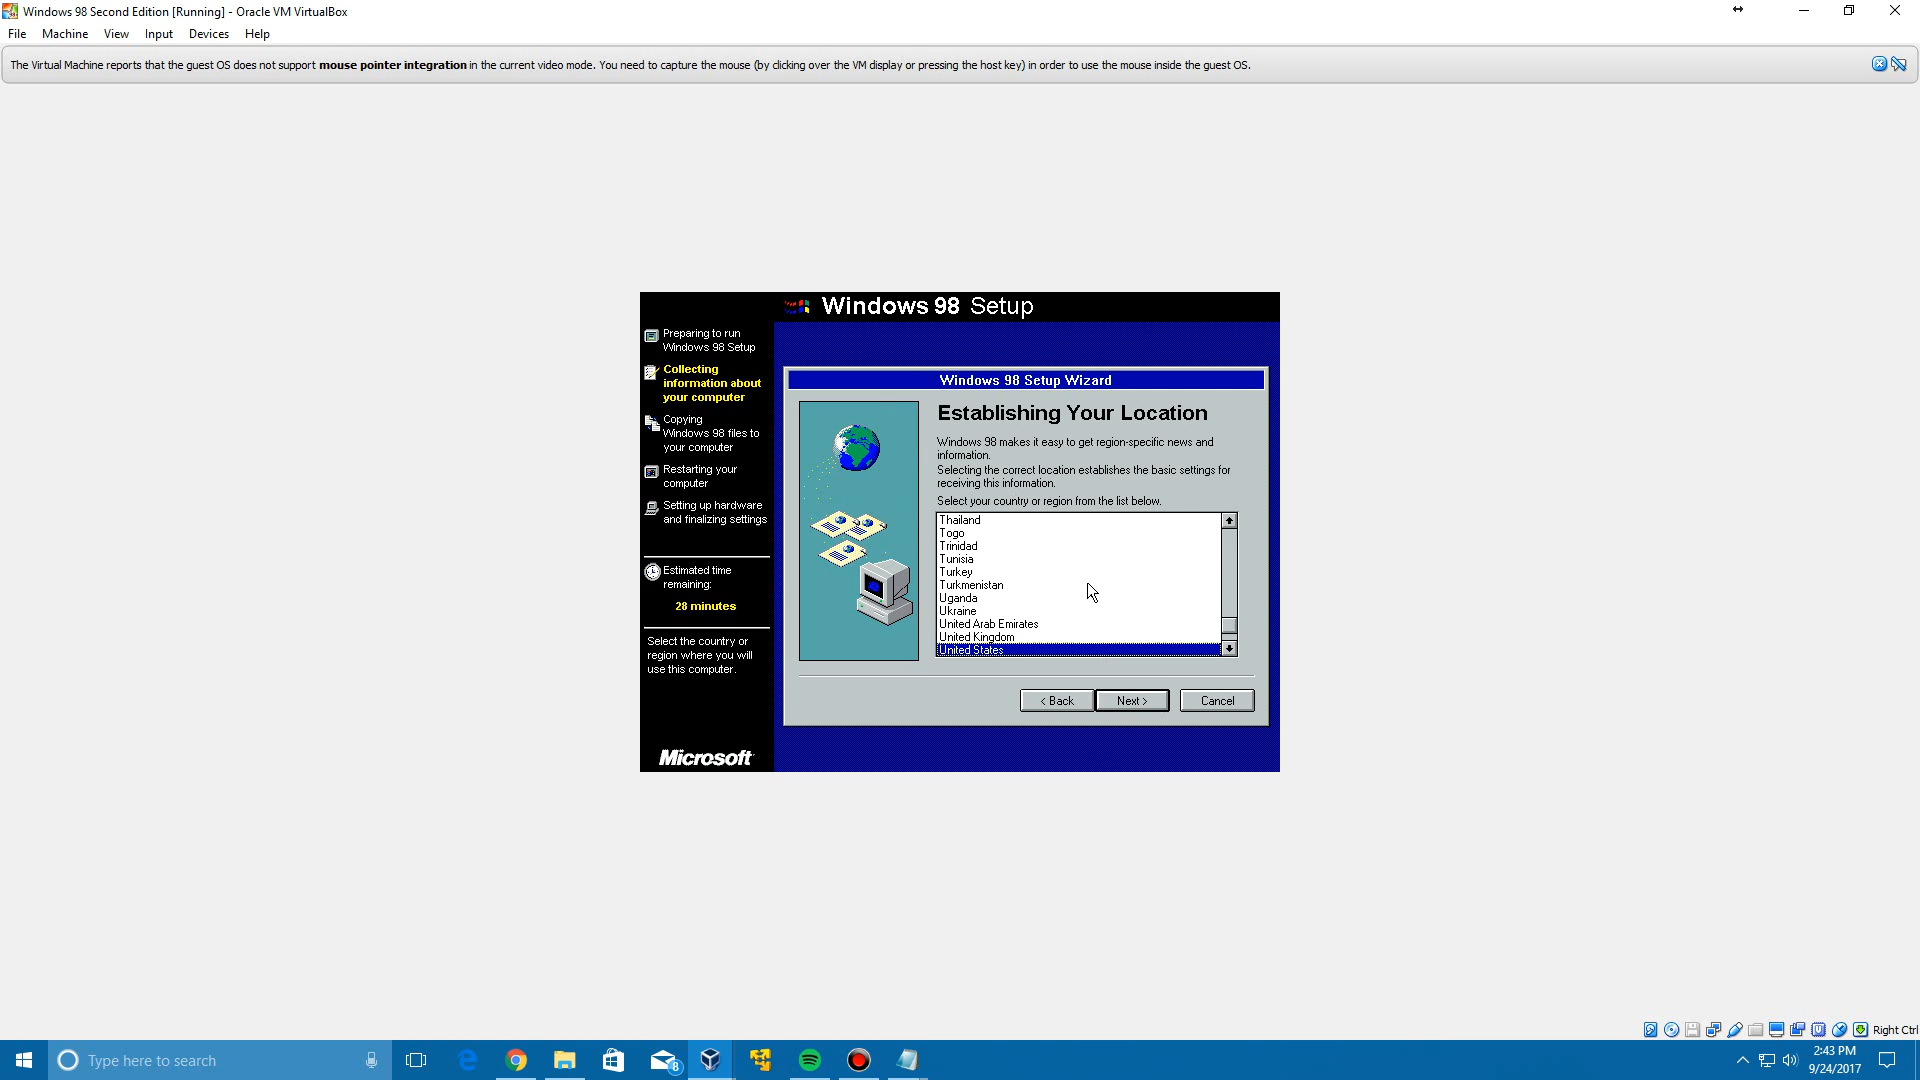 Windows 98 Second Edition [Running] - Oracle VM VirtualBox
File Machine View Input Devices Help
The Virtual Machine reports that the guest OS does not support mouse pointer integration in the current video mode. You need to capture the mouse (by clicking over the VM display or pressing the host key) in order to use the mouse inside the guest OS.
Windows 98 Setup
Preparing to run
Windows 98 Setup
Collecting
information about
your computer
Copying
Windows 98 files to
your computer
Restarting your
computer
Setting up hardware
and finalizing settings
Estimated time
remaining:
28 minutes
Select the country or
region where you will
use this computer.
Microsoft
Windows 98 Setup Wizard
Establishing Your Location
Windows 98 makes it easy to get region-specific news and
information.
Selecting the correct location establishes the basic settings for
receiving this information.
Select your country or region from the list below.
Thailand
Togo
Trinidad
Tunisia
Turkey
Turkmenistan
Uganda
Ukraine
United Arab Emirates
United Kingdom
United States
< Back
Next >
Cancel
Right Ctrl
Type here to search
8
2:43 PM
9/24/2017